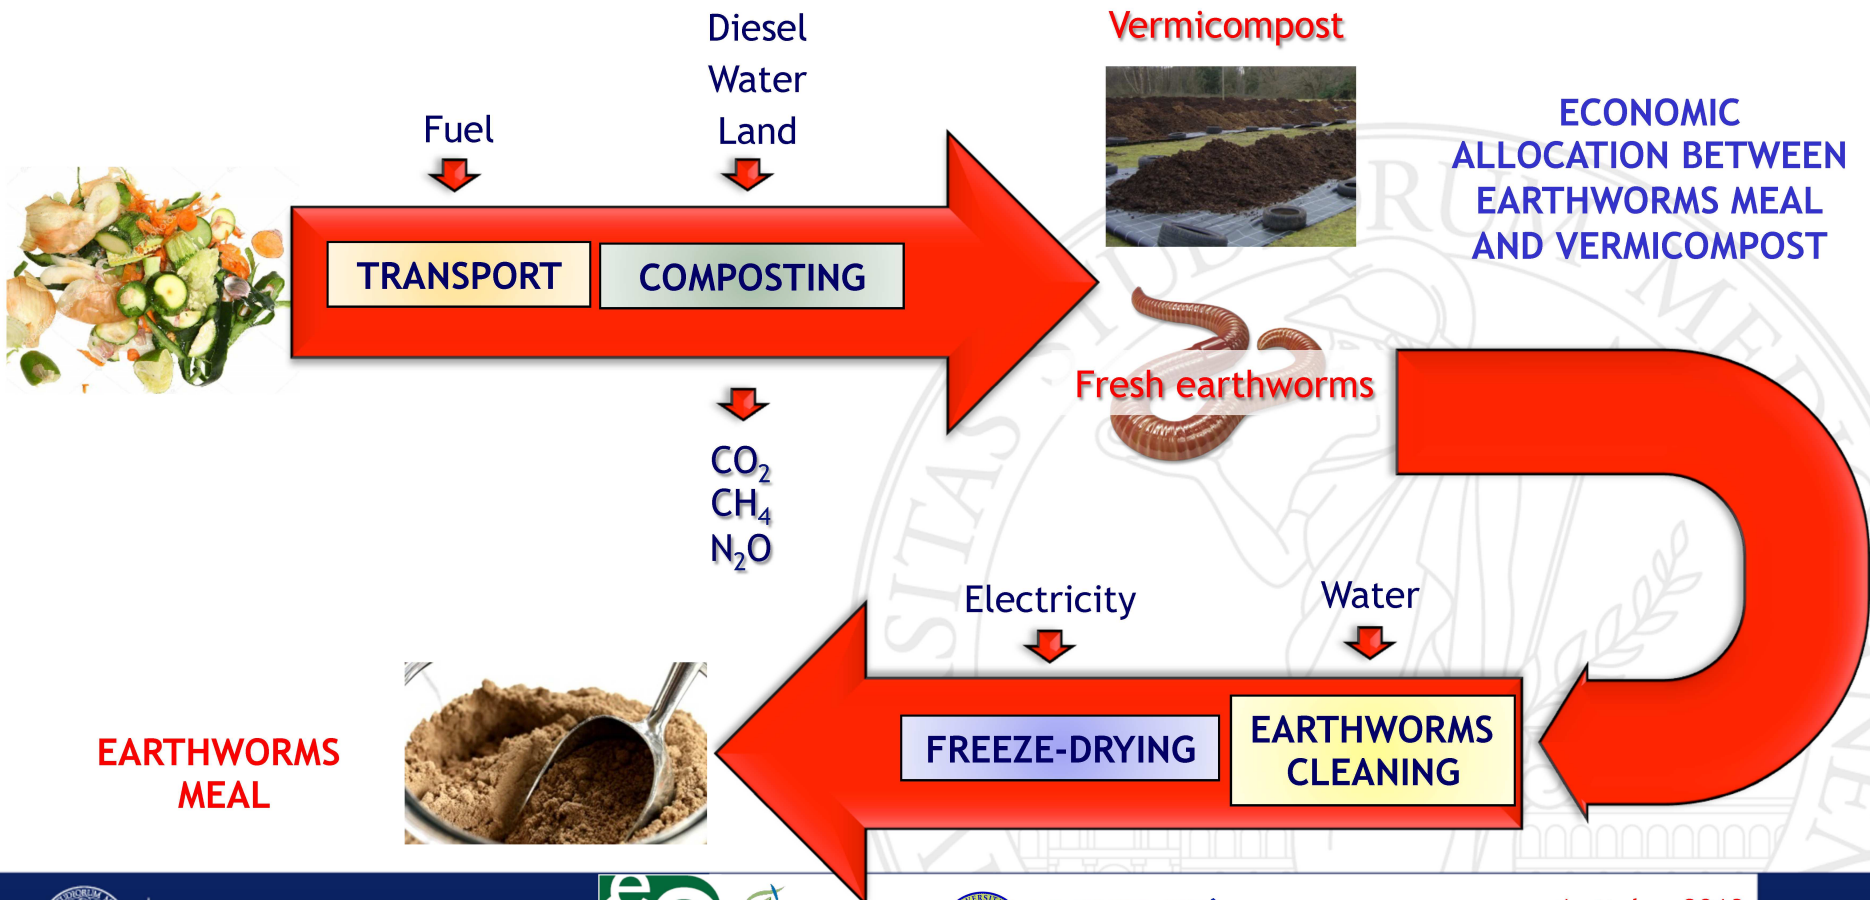 Diesel
Water
Land
Fuel
Vermicompost
ECONOMIC
ALLOCATION BETWEEN
EARTHWORMS MEAL
AND VERMICOMPOST
TRANSPORT
COMPOSTING
Fresh earthworms
CO₂
CH₄
N₂O
Electricity
Water
FREEZE-DRYING
EARTHWORMS
CLEANING
EARTHWORMS
MEAL